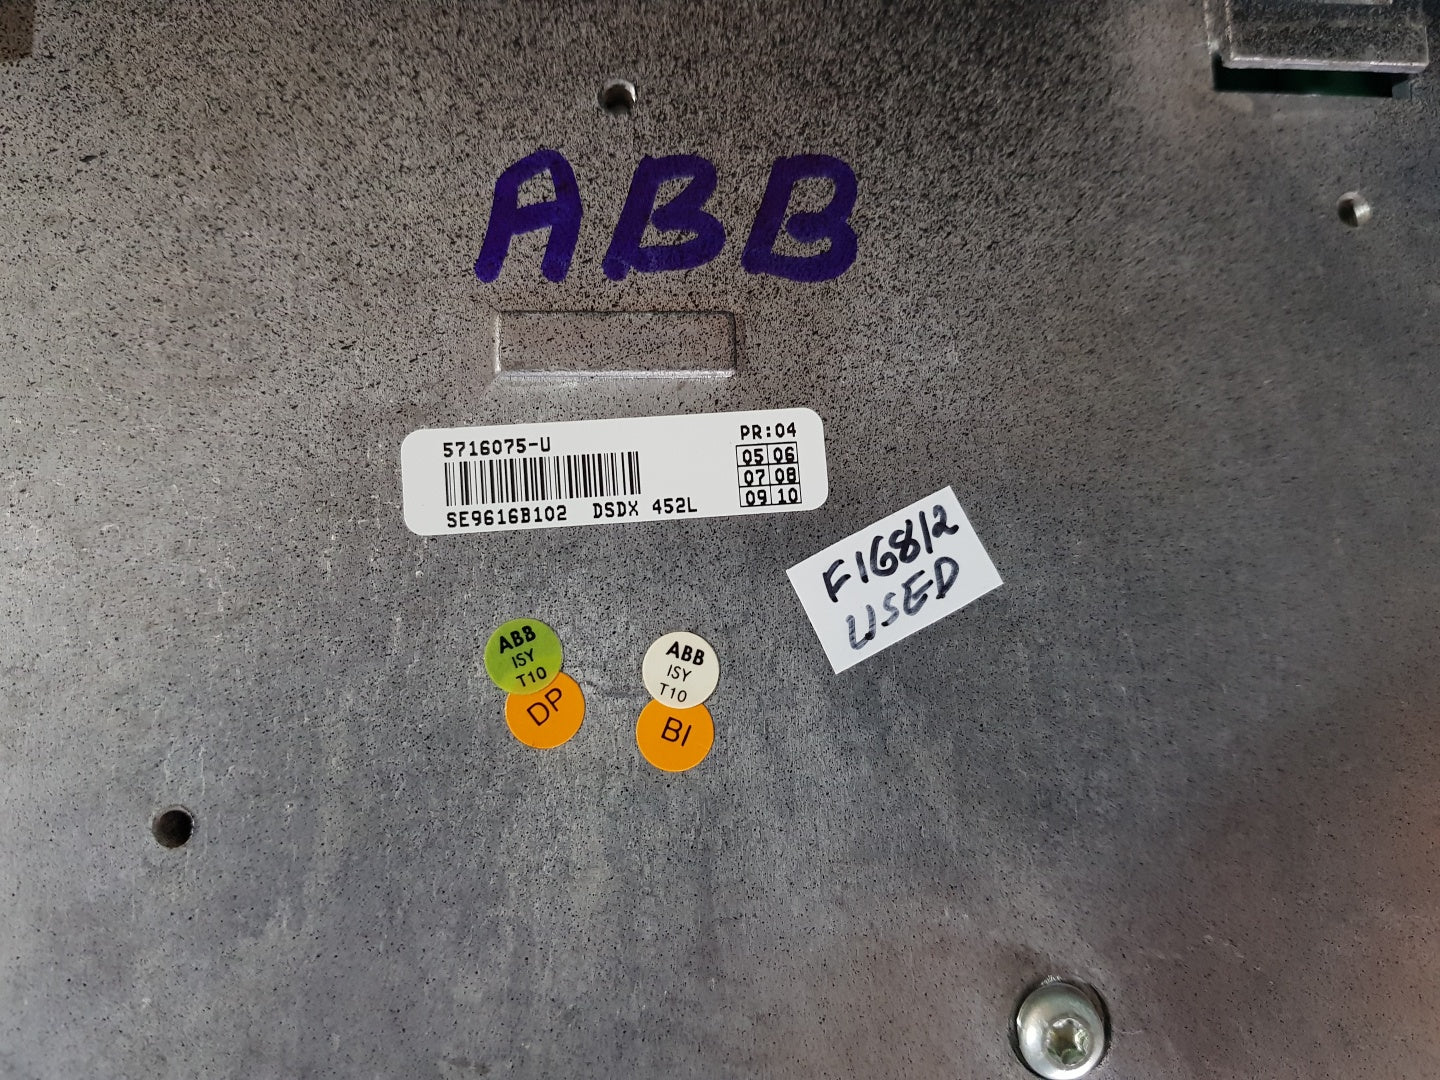 ABB
5716075-U
PR:04
05 06
07 08
09 10
SE9616B102 DSDX 452L
F168/2
USED
ABB
ISY
T10
DP
ABB
ISY
T10
BI